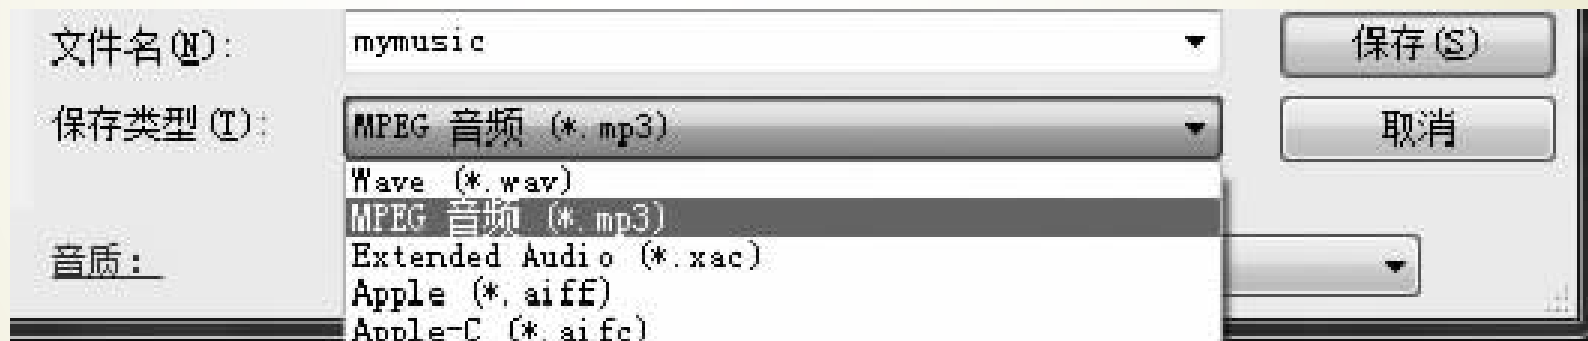 文件名(N):
mymusic
保存(S)
保存类型(T):
MPEG 音频 (*.mp3)
取消
Wave (*.wav)
MPEG 音频 (*.mp3)
Extended Audio (*.xac)
音质:
Apple (*.aiff)
Apple-C (*.aifc)